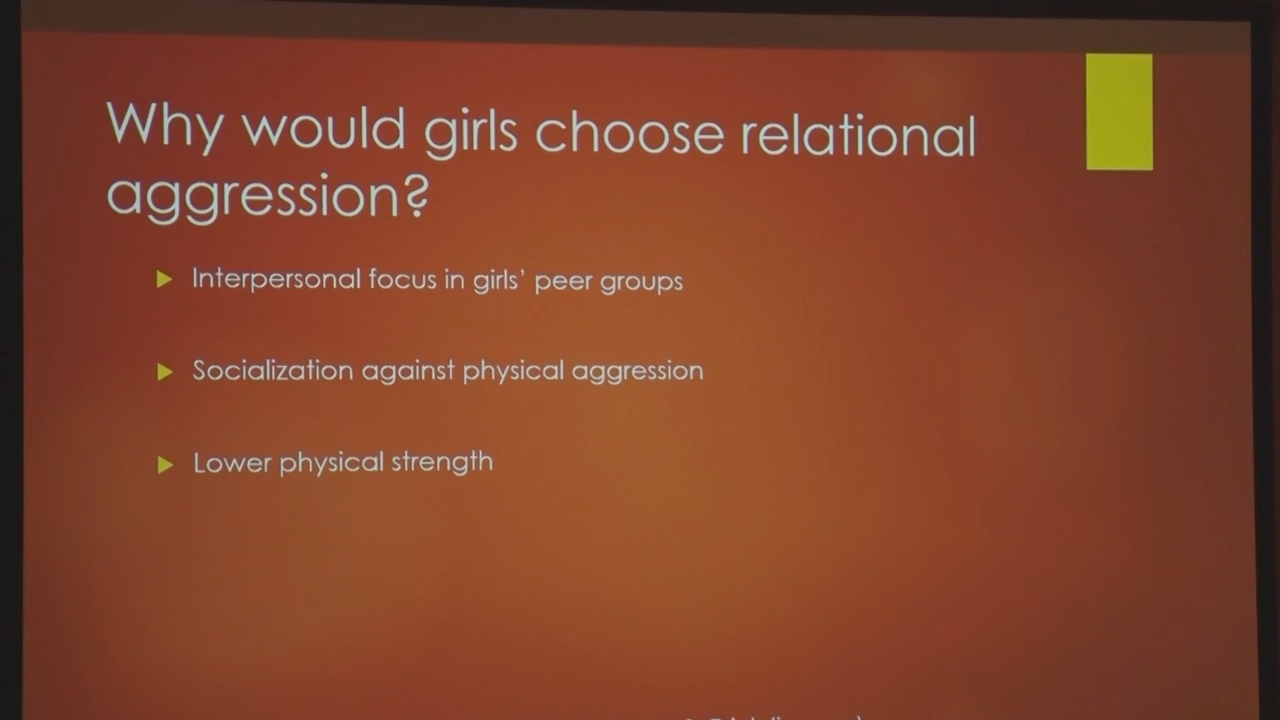 Why would girls choose relational
aggression?
Interpersonal focus in girls' peer groups
Socialization against physical aggression
Lower physical strength